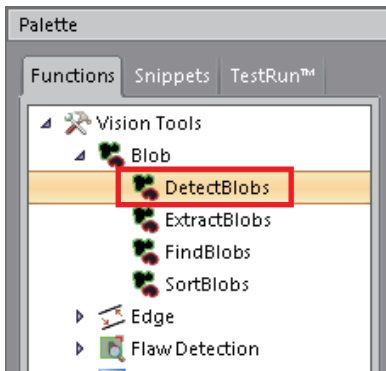 Palette
Functions Snippets TestRun™
Vision Tools
Blob
DetectBlobs
ExtractBlobs
FindBlobs
SortBlobs
Edge
Flaw Detection